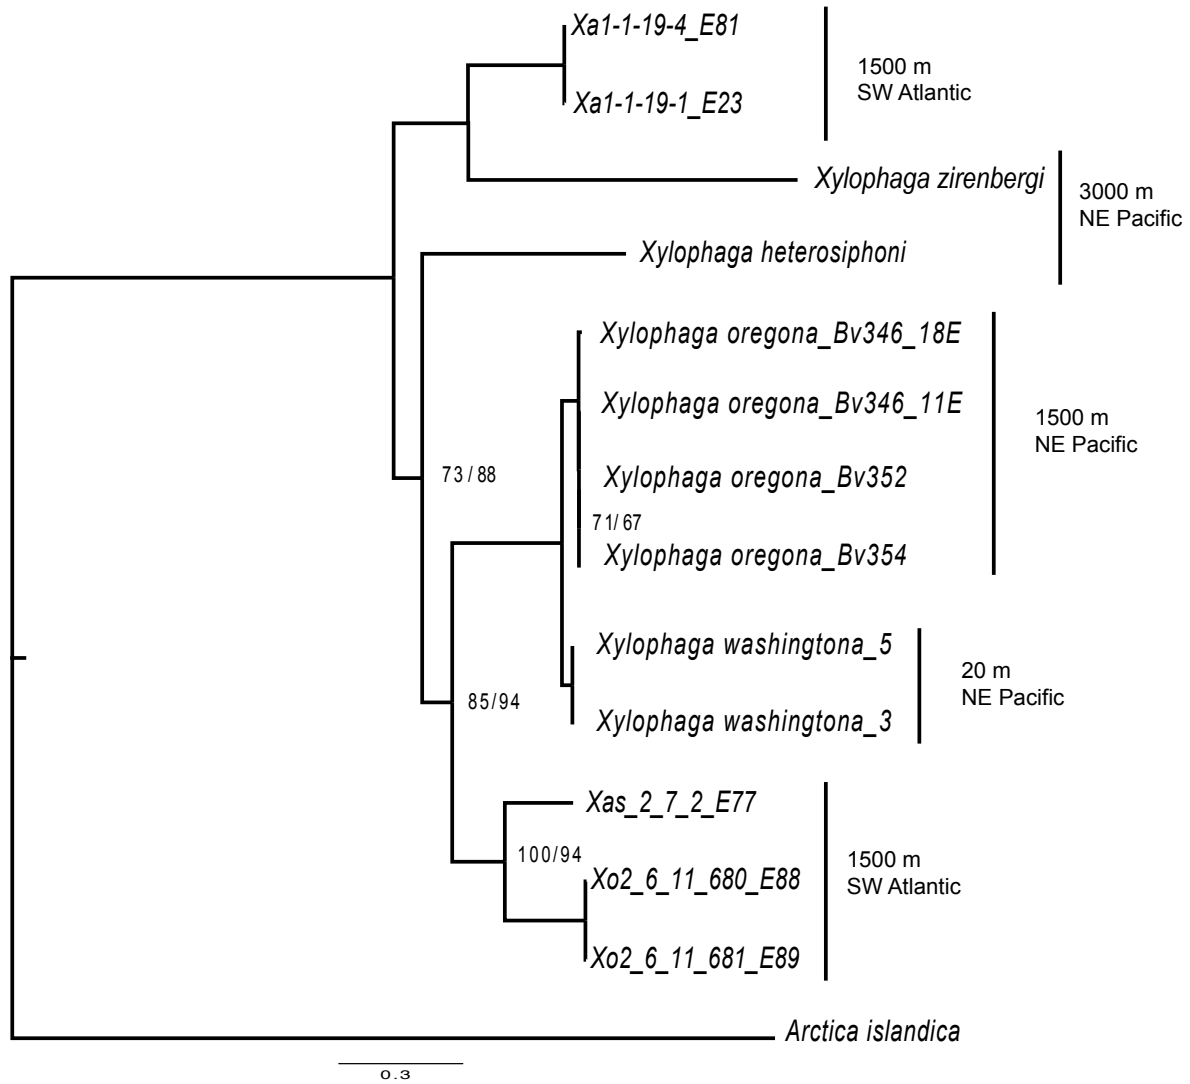 Xa1-1-19-4_E81
1500 m
SW Atlantic
Xa1-1-19-1_E23
Xylophaga zirenbergi
3000 m
NE Pacific
Xylophaga heterosiphoni
Xylophaga oregona_Bv346_18E
Xylophaga oregona_Bv346_11E
1500 m
NE Pacific
73/88
Xylophaga oregona_Bv352
71/67
Xylophaga oregona_Bv354
Xylophaga washingtona_5
20 m
NE Pacific
85/94
Xylophaga washingtona_3
Xas_2_7_2_E77
100/94
1500 m
SW Atlantic
Xo2_6_11_680_E88
Xo2_6_11_681_E89
Arctica islandica
0.3